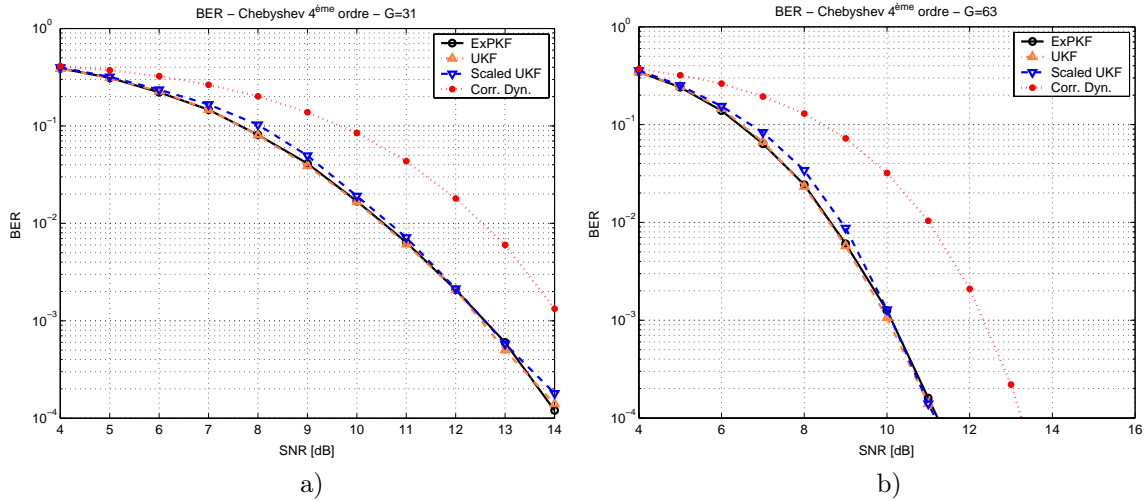 BER – Chebyshev 4ème ordre – G=31
10^0
10^-1
10^-2
10^-3
10^-4
BER
ExPKF
UKF
Scaled UKF
Corr. Dyn.
4 5 6 7 8 9 10 11 12 13 14
SNR [dB]
a)
BER – Chebyshev 4ème ordre – G=63
10^0
10^-1
10^-2
10^-3
10^-4
BER
ExPKF
UKF
Scaled UKF
Corr. Dyn.
4 6 8 10 12 14 16
SNR [dB]
b)